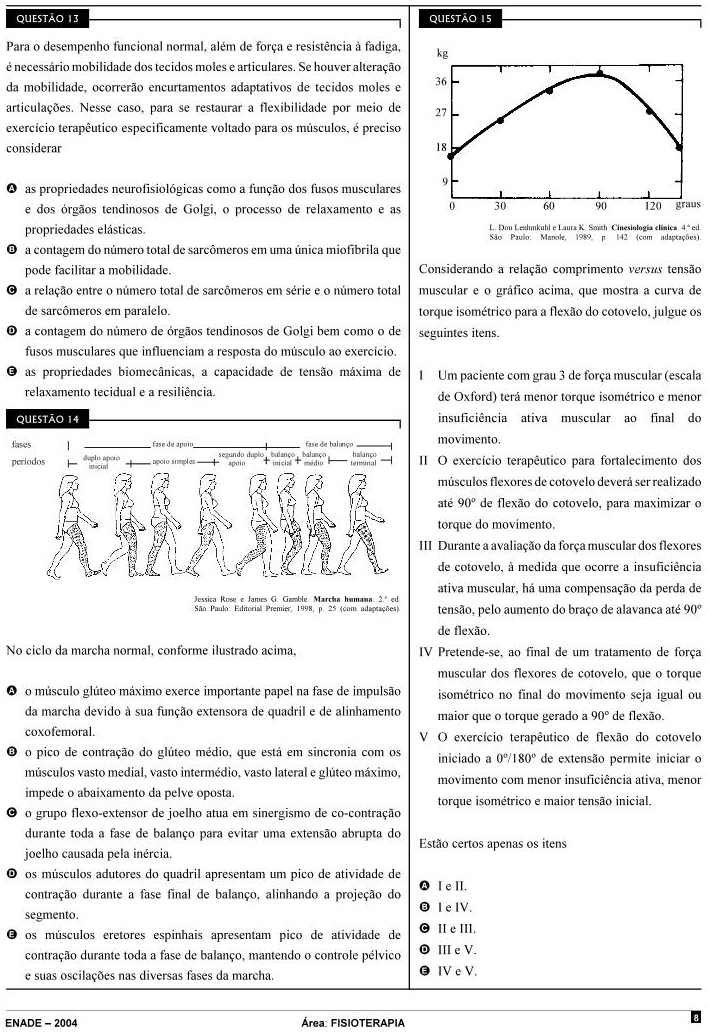 QUESTÃO 13
Para o desempenho funcional normal, além de força e resistência à fadiga,
é necessário mobilidade dos tecidos moles e articulares. Se houver alteração
da mobilidade, ocorrerão encurtamentos adaptativos de tecidos moles e
articulações. Nesse caso, para se restaurar a flexibilidade por meio de
exercício terapêutico especificamente voltado para os músculos, é preciso
considerar
A as propriedades neurofisiológicas como a função dos fusos musculares
e dos órgãos tendinosos de Golgi, o processo de relaxamento e as
propriedades elásticas.
B a contagem do número total de sarcômeros em uma única miofibrila que
pode facilitar a mobilidade.
C a relação entre o número total de sarcômeros em série e o número total
de sarcômeros em paralelo.
D a contagem do número de órgãos tendinosos de Golgi bem como o de
fusos musculares que influenciam a resposta do músculo ao exercício.
E as propriedades biomecânicas, a capacidade de tensão máxima de
relaxamento tecidual e a resiliência.
QUESTÃO 14
fases fase de apoio fase de balanço
períodos duplo apoio inicial apoio simples segundo duplo apoio balanço inicial balanço médio balanço terminal
Jessica Rose e James G. Gamble. Marcha humana. 2.ª ed.
São Paulo: Editorial Premier, 1998, p. 25 (com adaptações).
No ciclo da marcha normal, conforme ilustrado acima,
A o músculo glúteo máximo exerce importante papel na fase de impulsão
da marcha devido à sua função extensora de quadril e de alinhamento
coxofemoral.
B o pico de contração do glúteo médio, que está em sincronia com os
músculos vasto medial, vasto intermédio, vasto lateral e glúteo máximo,
impede o abaixamento da pelve oposta.
C o grupo flexo-extensor de joelho atua em sinergismo de co-contração
durante toda a fase de balanço para evitar uma extensão abrupta do
joelho causada pela inércia.
D os músculos adutores do quadril apresentam um pico de atividade de
contração durante a fase final de balanço, alinhando a projeção do
segmento.
E os músculos eretores espinhais apresentam pico de atividade de
contração durante toda a fase de balanço, mantendo o controle pélvico
e suas oscilações nas diversas fases da marcha.
QUESTÃO 15
kg
36
27
18
9
0 30 60 90 120 graus
L. Don Lenhmkuhl e Laura K. Smith. Cinesiologia clínica. 4.ª ed.
São Paulo: Manole, 1989, p. 142 (com adaptações).
Considerando a relação comprimento versus tensão
muscular e o gráfico acima, que mostra a curva de
torque isométrico para a flexão do cotovelo, julgue os
seguintes itens.
I Um paciente com grau 3 de força muscular (escala
de Oxford) terá menor torque isométrico e menor
insuficiência ativa muscular ao final do
movimento.
II O exercício terapêutico para fortalecimento dos
músculos flexores de cotovelo deverá ser realizado
até 90º de flexão do cotovelo, para maximizar o
torque do movimento.
III Durante a avaliação da força muscular dos flexores
de cotovelo, à medida que ocorre a insuficiência
ativa muscular, há uma compensação da perda de
tensão, pelo aumento do braço de alavanca até 90º
de flexão.
IV Pretende-se, ao final de um tratamento de força
muscular dos flexores de cotovelo, que o torque
isométrico no final do movimento seja igual ou
maior que o torque gerado a 90º de flexão.
V O exercício terapêutico de flexão do cotovelo
iniciado a 0º/180º de extensão permite iniciar o
movimento com menor insuficiência ativa, menor
torque isométrico e maior tensão inicial.
Estão certos apenas os itens
A I e II.
B I e IV.
C II e III.
D III e V.
E IV e V.
ENADE – 2004 Área: FISIOTERAPIA 8